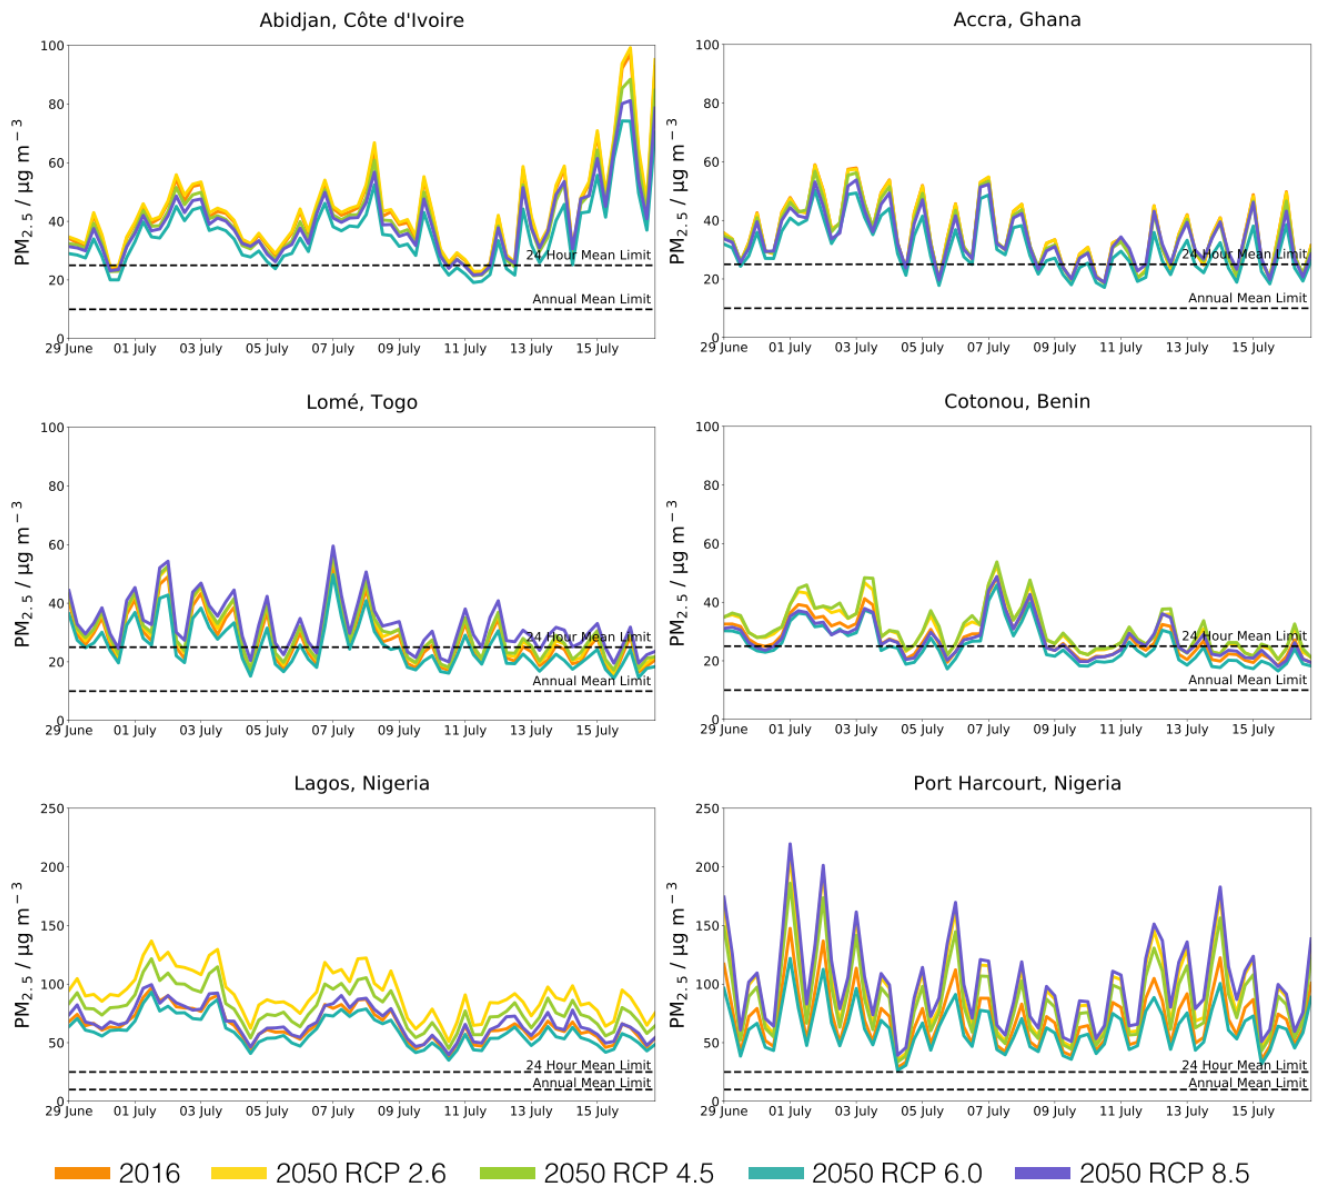 Abidjan, Côte d'Ivoire
PM2.5 / µg m−3
100
80
60
40
20
0
24 Hour Mean Limit
Annual Mean Limit
29 June 01 July 03 July 05 July 07 July 09 July 11 July 13 July 15 July
Accra, Ghana
PM2.5 / µg m−3
100
80
60
40
20
0
24 Hour Mean Limit
Annual Mean Limit
29 June 01 July 03 July 05 July 07 July 09 July 11 July 13 July 15 July
Lomé, Togo
PM2.5 / µg m−3
100
80
60
40
20
0
24 Hour Mean Limit
Annual Mean Limit
29 June 01 July 03 July 05 July 07 July 09 July 11 July 13 July 15 July
Cotonou, Benin
PM2.5 / µg m−3
100
80
60
40
20
0
24 Hour Mean Limit
Annual Mean Limit
29 June 01 July 03 July 05 July 07 July 09 July 11 July 13 July 15 July
Lagos, Nigeria
PM2.5 / µg m−3
250
200
150
100
50
0
24 Hour Mean Limit
Annual Mean Limit
29 June 01 July 03 July 05 July 07 July 09 July 11 July 13 July 15 July
Port Harcourt, Nigeria
PM2.5 / µg m−3
250
200
150
100
50
0
24 Hour Mean Limit
Annual Mean Limit
29 June 01 July 03 July 05 July 07 July 09 July 11 July 13 July 15 July
2016 2050 RCP 2.6 2050 RCP 4.5 2050 RCP 6.0 2050 RCP 8.5